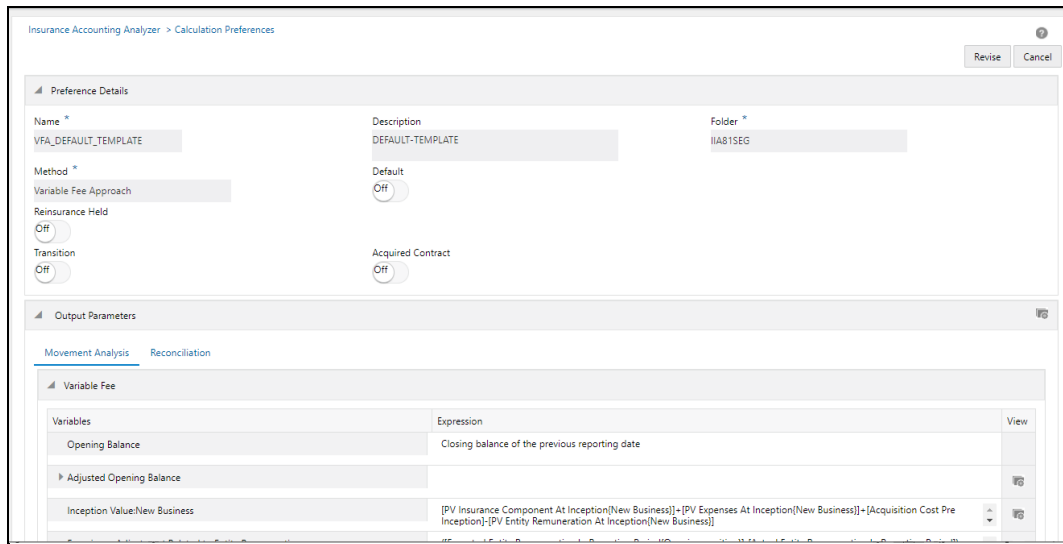 Insurance Accounting Analyzer > Calculation Preferences
Revise Cancel
Preference Details
Name *
Description
Folder *
VFA_DEFAULT_TEMPLATE
DEFAULT-TEMPLATE
IIA81SEG
Method *
Default
Variable Fee Approach
Off
Reinsurance Held
Off
Transition
Acquired Contract
Off
Off
Output Parameters
Movement Analysis Reconciliation
Variable Fee
Variables Expression View
Opening Balance Closing balance of the previous reporting date
Adjusted Opening Balance
Inception Value:New Business [PV Insurance Component At Inception{New Business}]+[PV Expenses At Inception{New Business}]+[Acquisition Cost Pre
Inception]-[PV Entity Remuneration At Inception{New Business}]